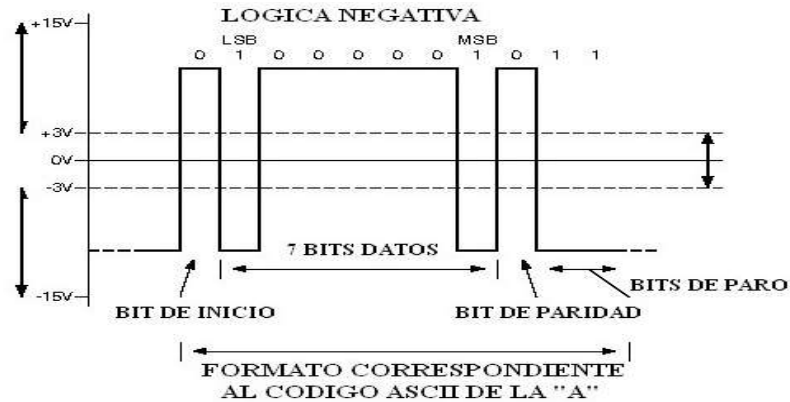 LOGICA NEGATIVA
+15V
LSB MSB
0 1 0 0 0 0 0 1 0 1 1
+3V
0V
-3V
7 BITS DATOS
-15V
BITS DE PARO
BIT DE INICIO BIT DE PARIDAD
FORMATO CORRESPONDIENTE
AL CODIGO ASCII DE LA "A"